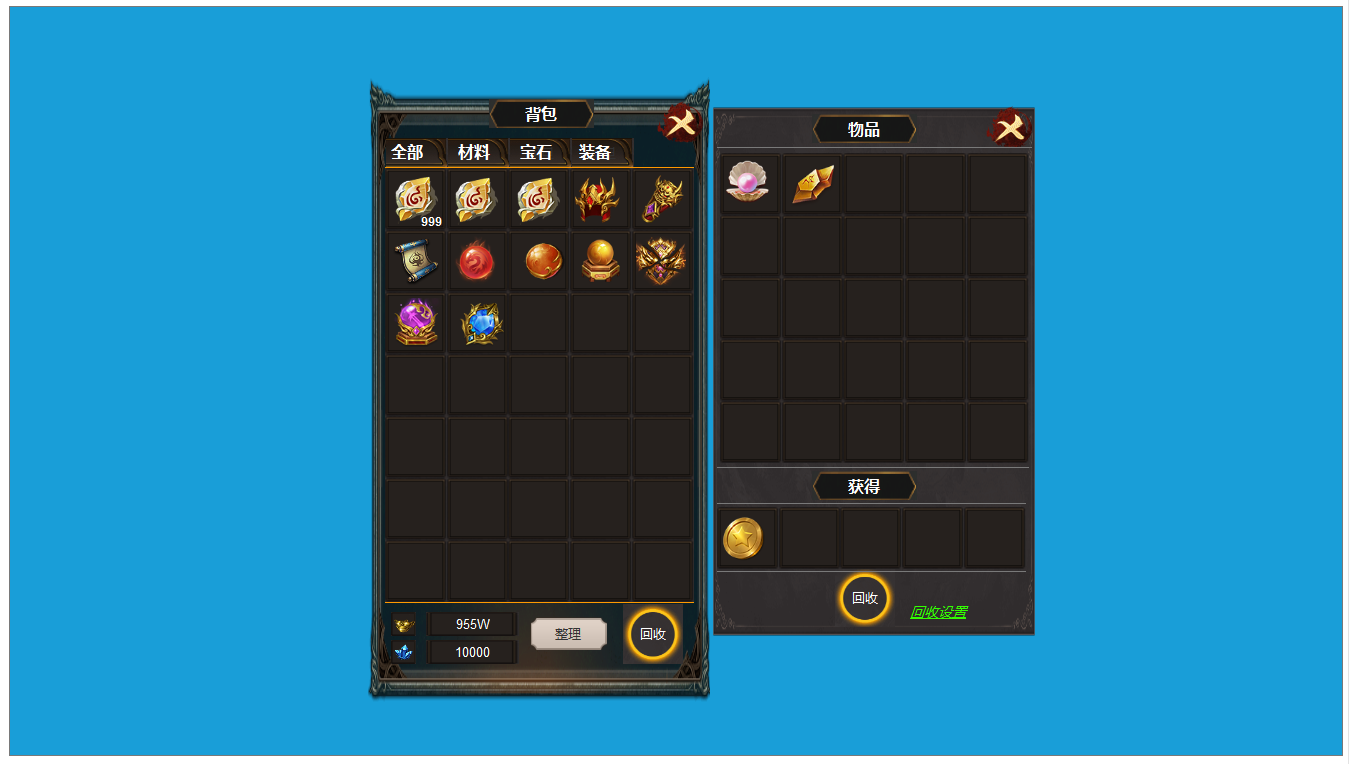 背包
全部 材料 宝石 装备
999
955W
10000
整理
回收
物品
获得
回收
回收设置